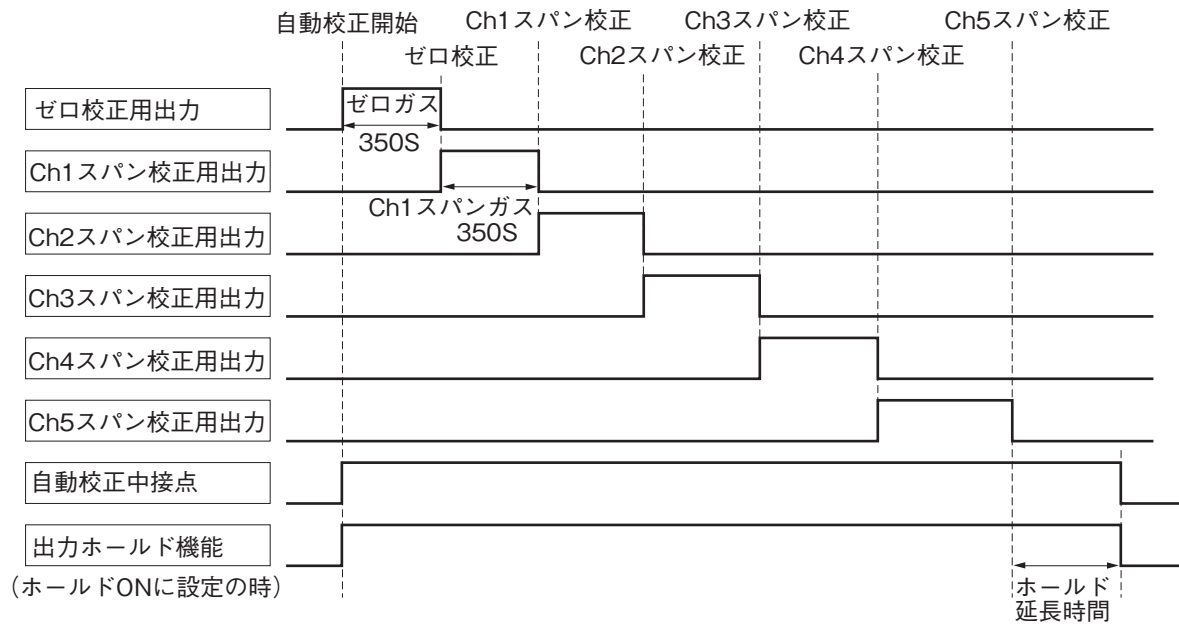 自動校正開始
Ch1スパン校正
Ch3スパン校正
Ch5スパン校正
ゼロ校正
Ch2スパン校正
Ch4スパン校正
ゼロ校正用出力
ゼロガス
350S
Ch1スパン校正用出力
Ch1スパンガス
350S
Ch2スパン校正用出力
Ch3スパン校正用出力
Ch4スパン校正用出力
Ch5スパン校正用出力
自動校正中接点
出力ホールド機能
(ホールドONに設定の時)
ホールド
延長時間